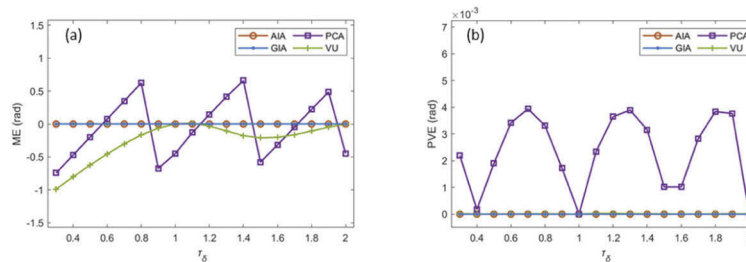 (a)
AIA PCA
GIA VU
1.5
1
0.5
0
-0.5
-1
-1.5
ME (rad)
0.4 0.6 0.8 1 1.2 1.4 1.6 1.8 2
τδ
×10⁻³
(b)
AIA PCA
GIA VU
7
6
5
4
3
2
1
0
PVE (rad)
0.4 0.6 0.8 1 1.2 1.4 1.6 1.8 2
τδ